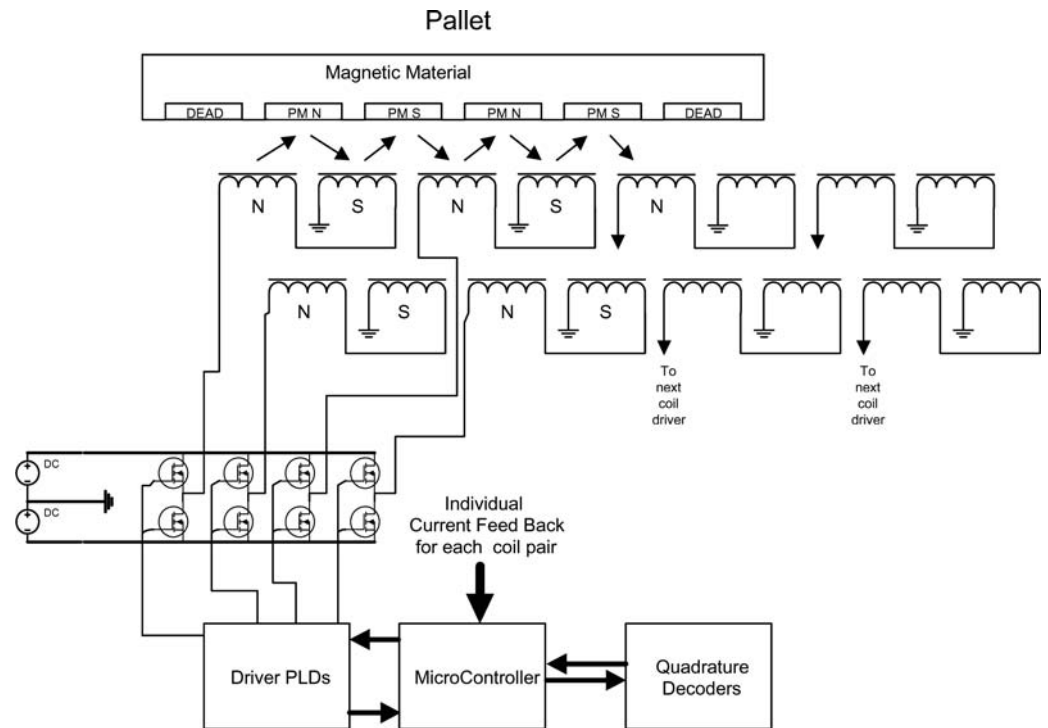 Pallet
Magnetic Material
DEAD PM N PM S PM N PM S DEAD
N S N S N
N S N S
To
next
coil
driver
To
next
coil
driver
DC
DC
+
-
+
-
Individual
Current Feed Back
for each coil pair
Driver PLDs
MicroController
Quadrature
Decoders